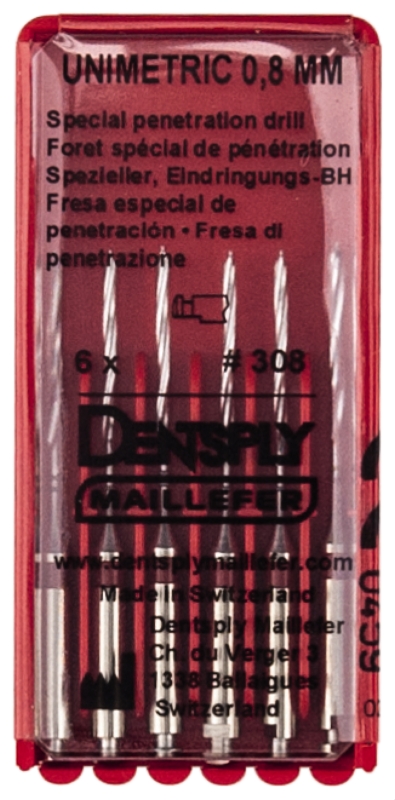 UNIMETRIC 0,8 MM
Special penetration drill
Foret spécial de pénétration
Spezieller, Eindringungs-BH
Fresa especial de
penetración • Fresa di
penetrazione
6 x # 308
DENTSPLY
MAILLEFER
www.dentsplymaillefer.com
Made in Switzerland
Dentsply Maillefer
Ch. du Verger 3
1338 Ballaigues
Switzerland
0459